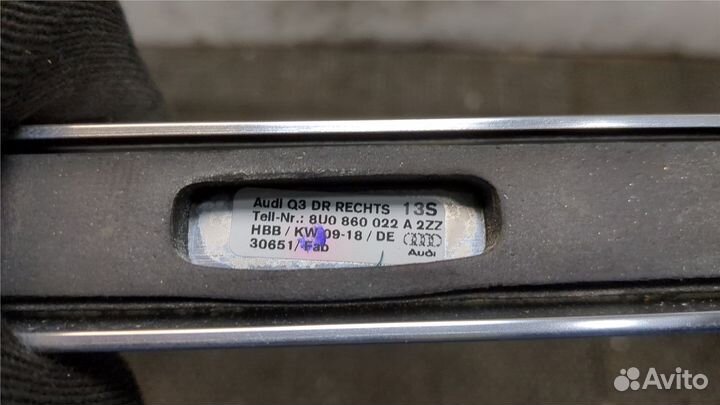 Audi Q3 DR RECHTS 13S
Teil-Nr.: 8U0 860 022 A 2ZZ
HBB / KW 09-18 / DE
30651/ Fab
Audi
Avito